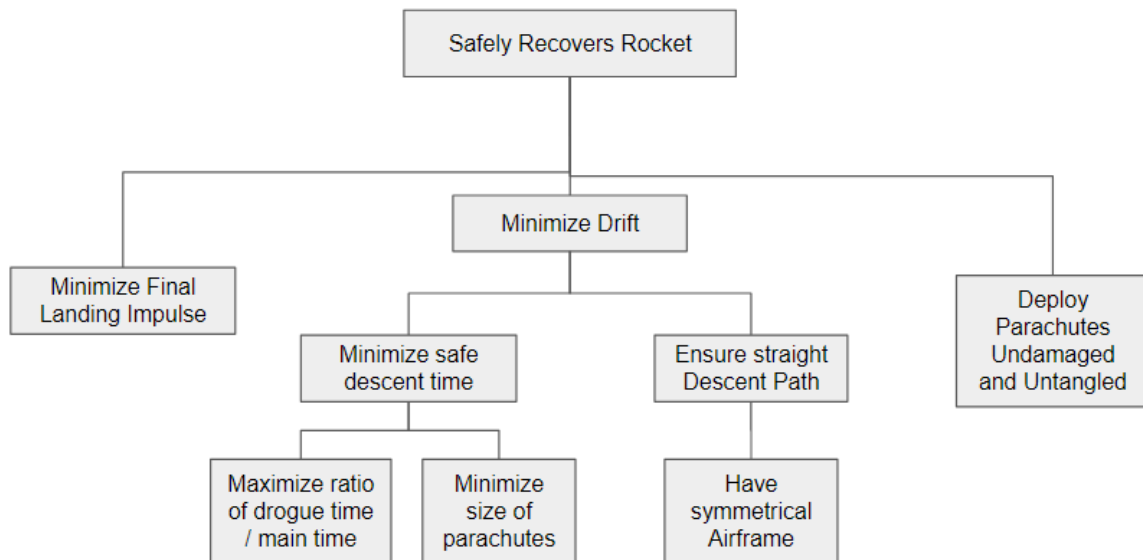 Safely Recovers Rocket
Minimize Drift
Minimize Final
Landing Impulse
Deploy
Parachutes
Undamaged
and Untangled
Minimize safe
descent time
Ensure straight
Descent Path
Maximize ratio
of drogue time
/ main time
Minimize
size of
parachutes
Have
symmetrical
Airframe